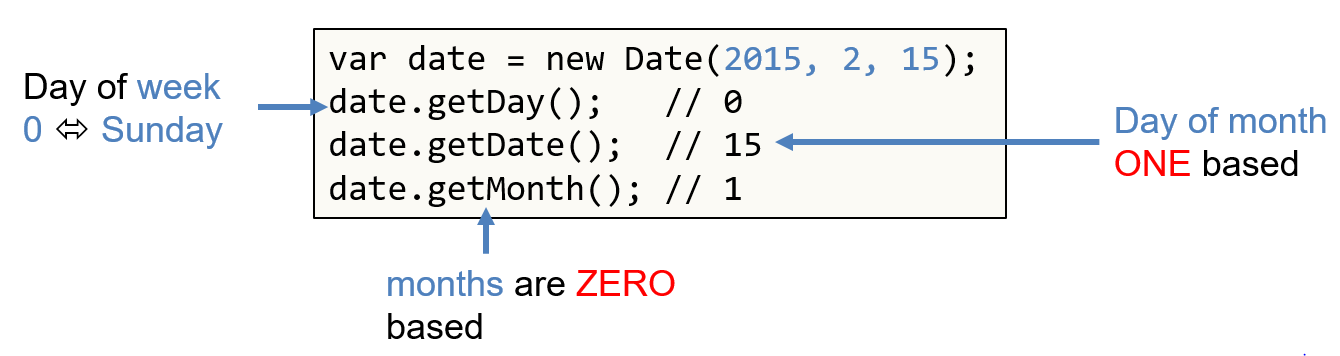 var date = new Date(2015, 2, 15);
date.getDay();   // 0
date.getDate();  // 15
date.getMonth(); // 1
Day of week
0 ⬄ Sunday
Day of month
ONE based
months are ZERO
based